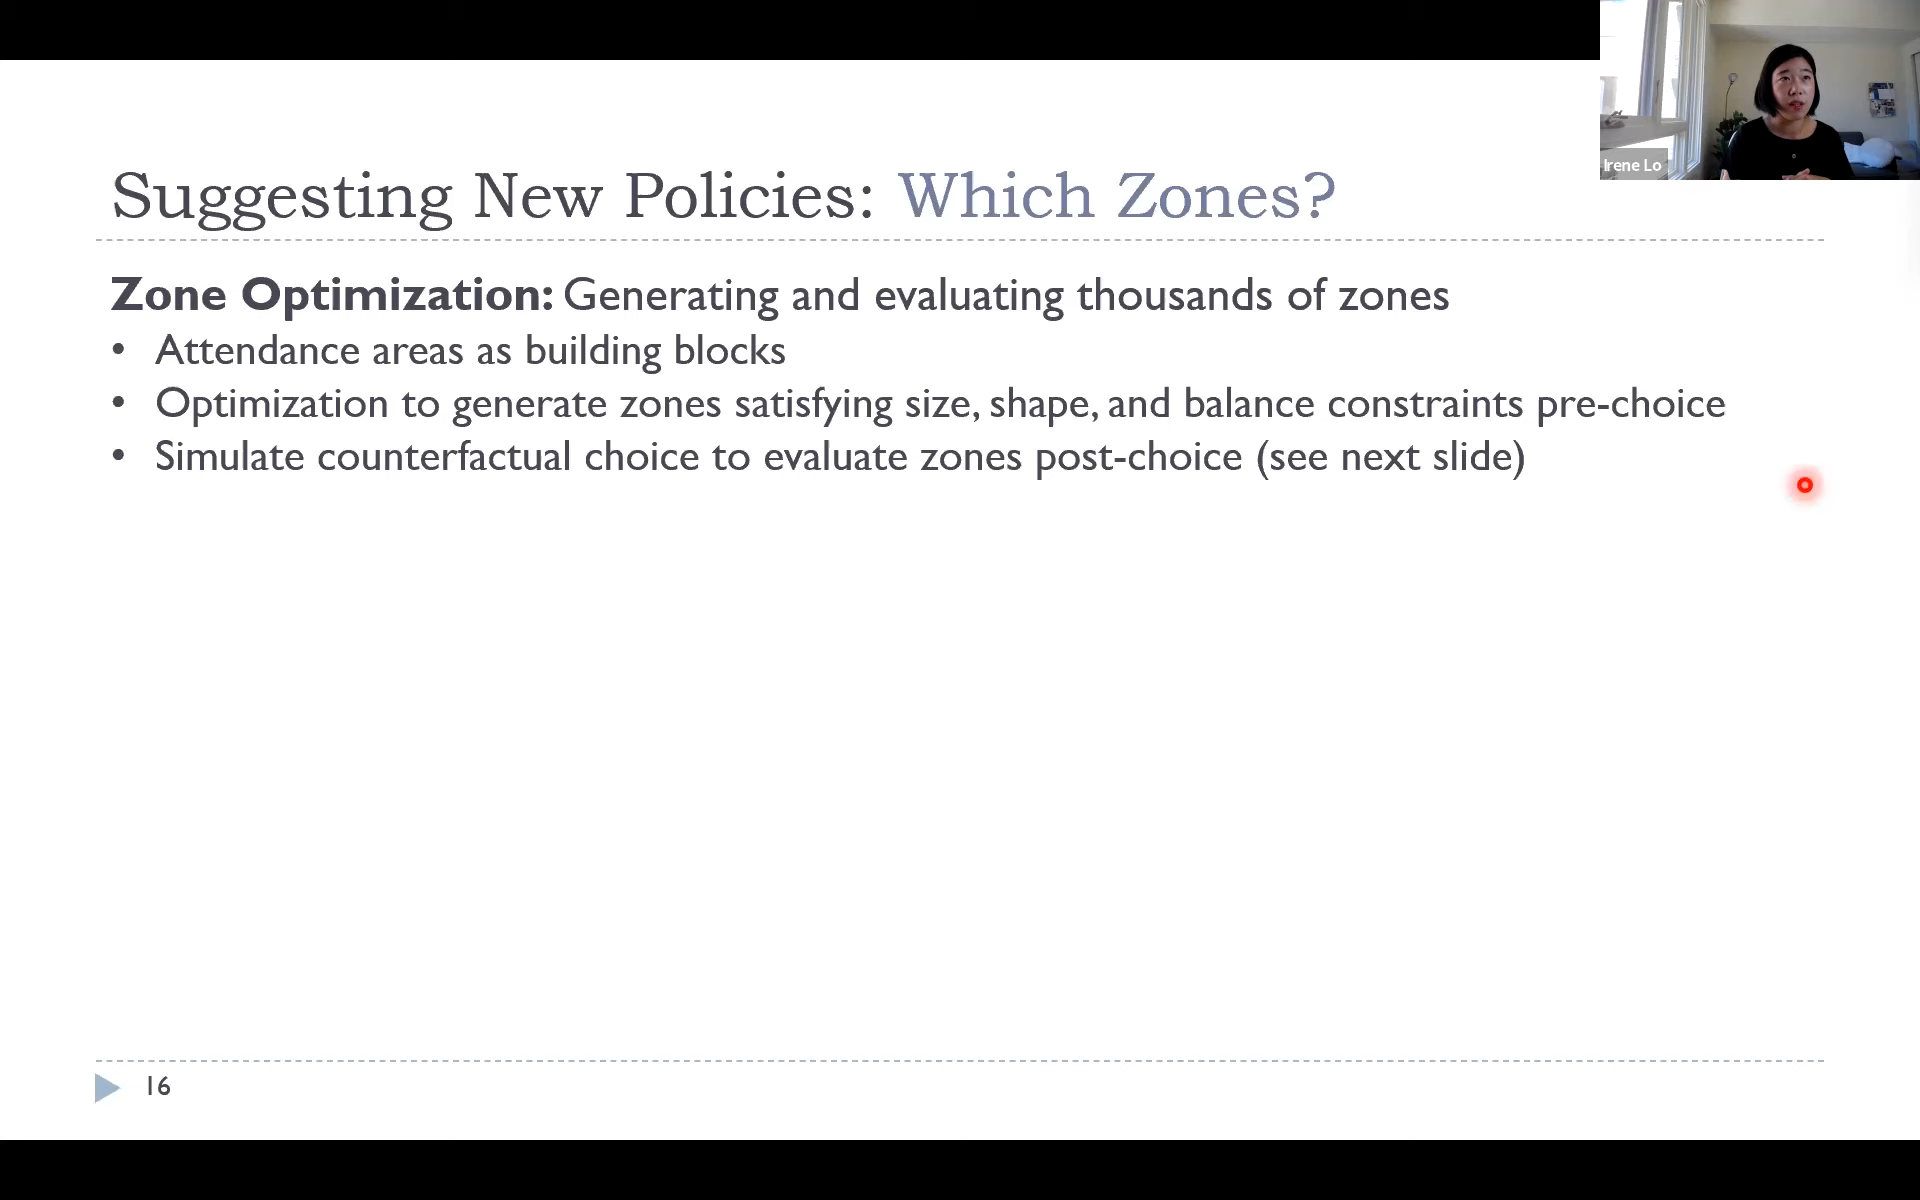 Irene Lo
Suggesting New Policies: Which Zones?
Zone Optimization: Generating and evaluating thousands of zones
• Attendance areas as building blocks
• Optimization to generate zones satisfying size, shape, and balance constraints pre-choice
• Simulate counterfactual choice to evaluate zones post-choice (see next slide)
16